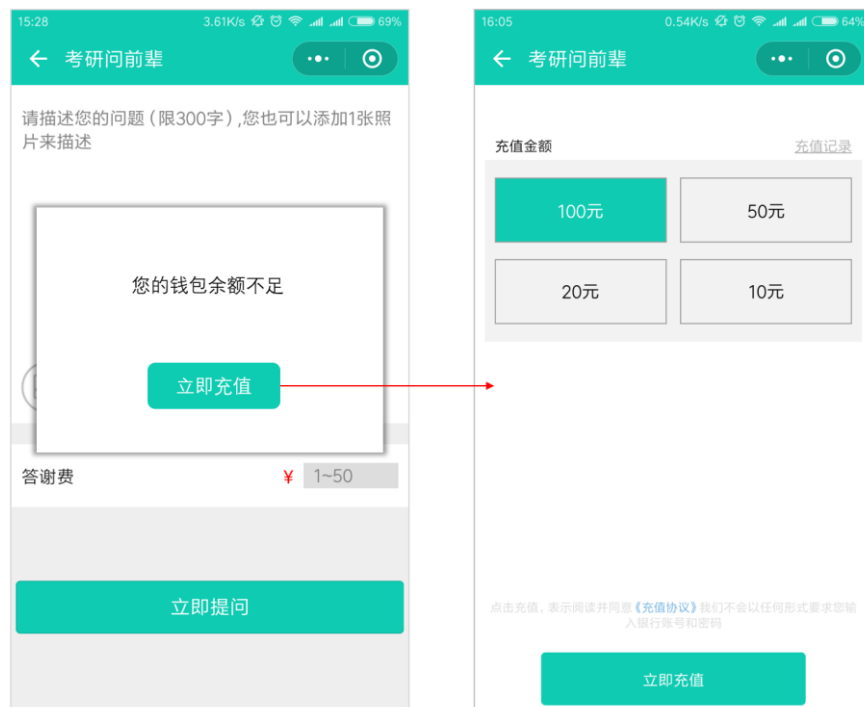 15:28 3.61K/s 69%
考研问前辈
请描述您的问题（限300字）,您也可以添加1张照
片来描述
您的钱包余额不足
立即充值
答谢费 ¥ 1~50
立即提问
16:05 0.54K/s 64%
考研问前辈
充值金额 充值记录
100元 50元
20元 10元
点击充值，表示阅读并同意《充值协议》我们不会以任何形式要求您输
入银行账号和密码
立即充值